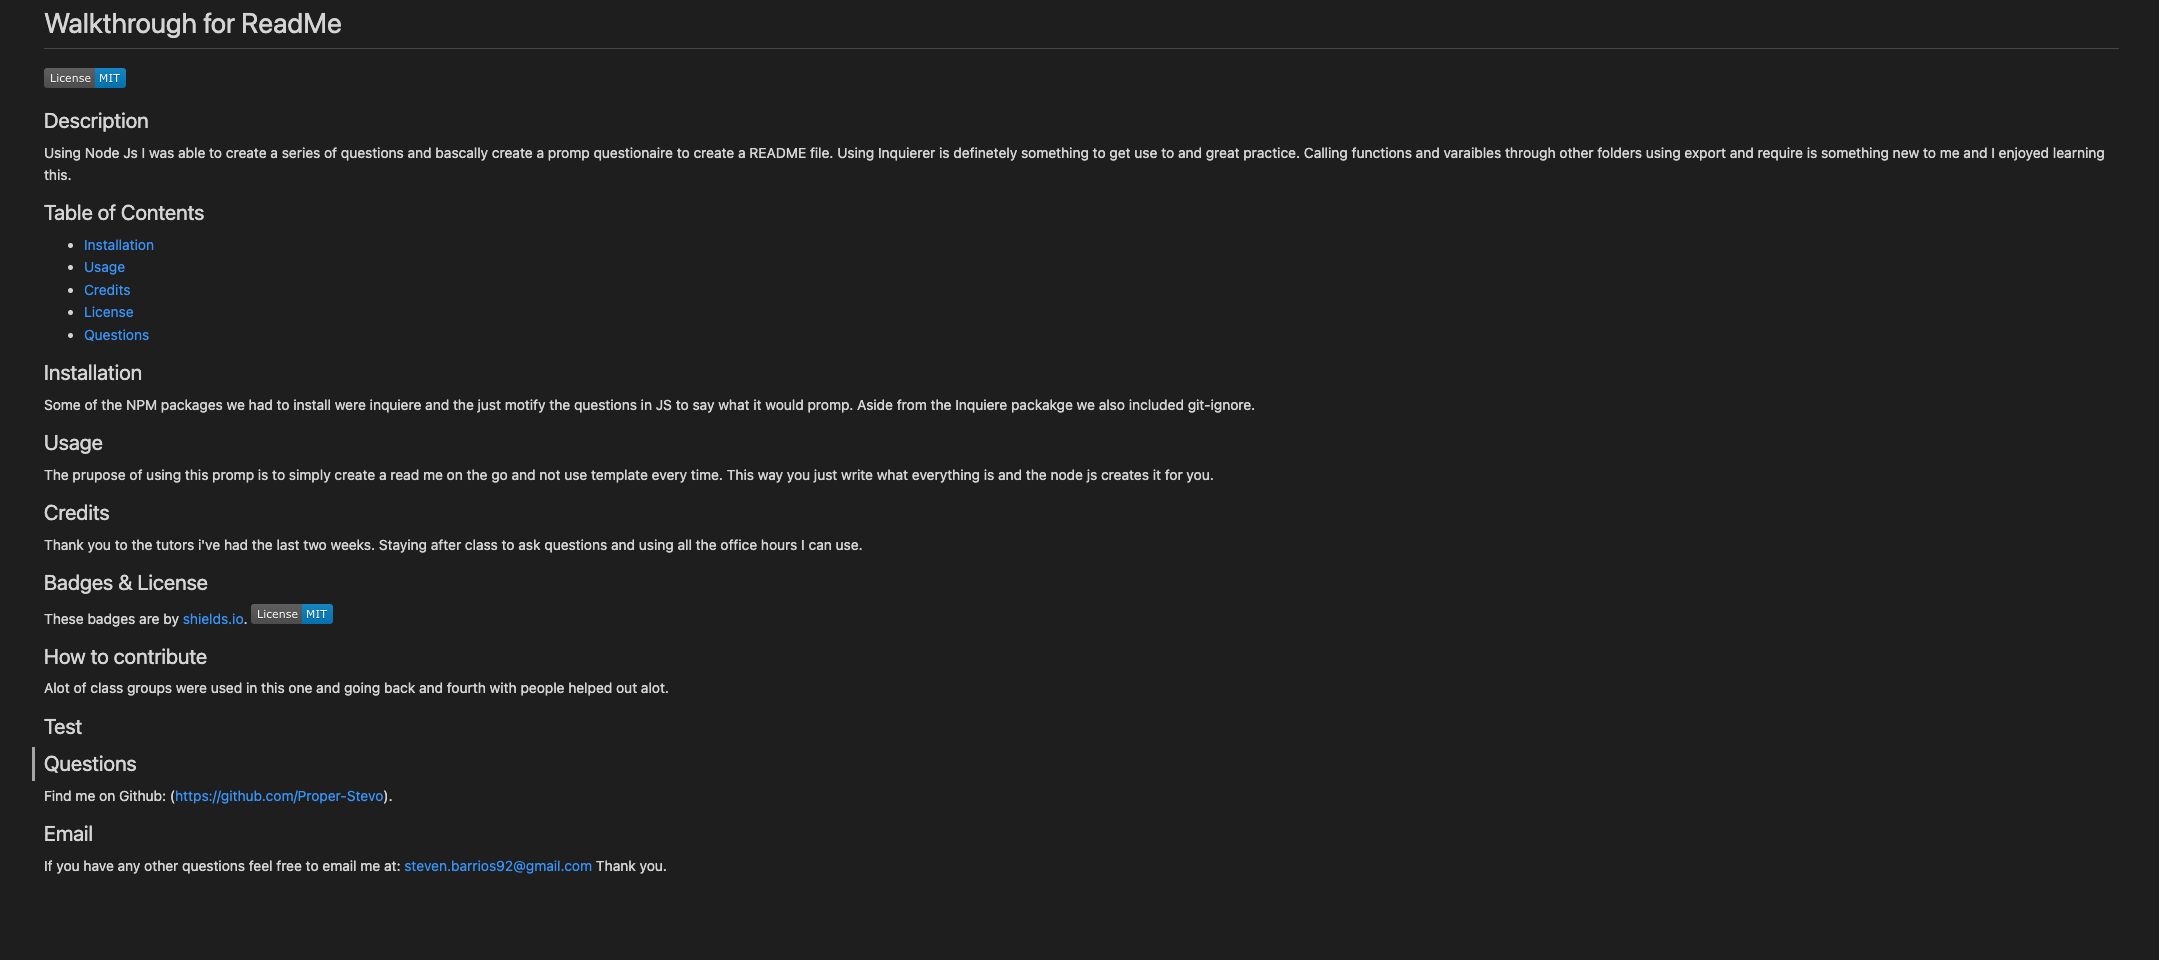 Walkthrough for ReadMe
License MIT
Description
Using Node Js I was able to create a series of questions and bascally create a promp questionaire to create a README file. Using Inquierer is definetely something to get use to and great practice. Calling functions and varaibles through other folders using export and require is something new to me and I enjoyed learning
this.
Table of Contents
Installation
Usage
Credits
License
Questions
Installation
Some of the NPM packages we had to install were inquiere and the just motify the questions in JS to say what it would promp. Aside from the Inquiere packakge we also included git-ignore.
Usage
The prupose of using this promp is to simply create a read me on the go and not use template every time. This way you just write what everything is and the node js creates it for you.
Credits
Thank you to the tutors i've had the last two weeks. Staying after class to ask questions and using all the office hours I can use.
Badges & License
These badges are by shields.io. License MIT
How to contribute
Alot of class groups were used in this one and going back and fourth with people helped out alot.
Test
Questions
Find me on Github: (https://github.com/Proper-Stevo).
Email
If you have any other questions feel free to email me at: steven.barrios92@gmail.com Thank you.